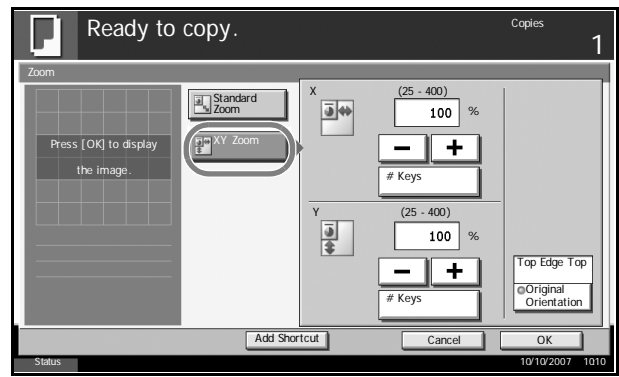 Ready to copy.
Copies
1
Zoom
Press [OK] to display
the image.
Standard
Zoom
XY Zoom
X
(25 - 400)
100 %
# Keys
Y
(25 - 400)
100 %
# Keys
Top Edge Top
Original
Orientation
Add Shortcut
Cancel
OK
Status
10/10/2007 1010